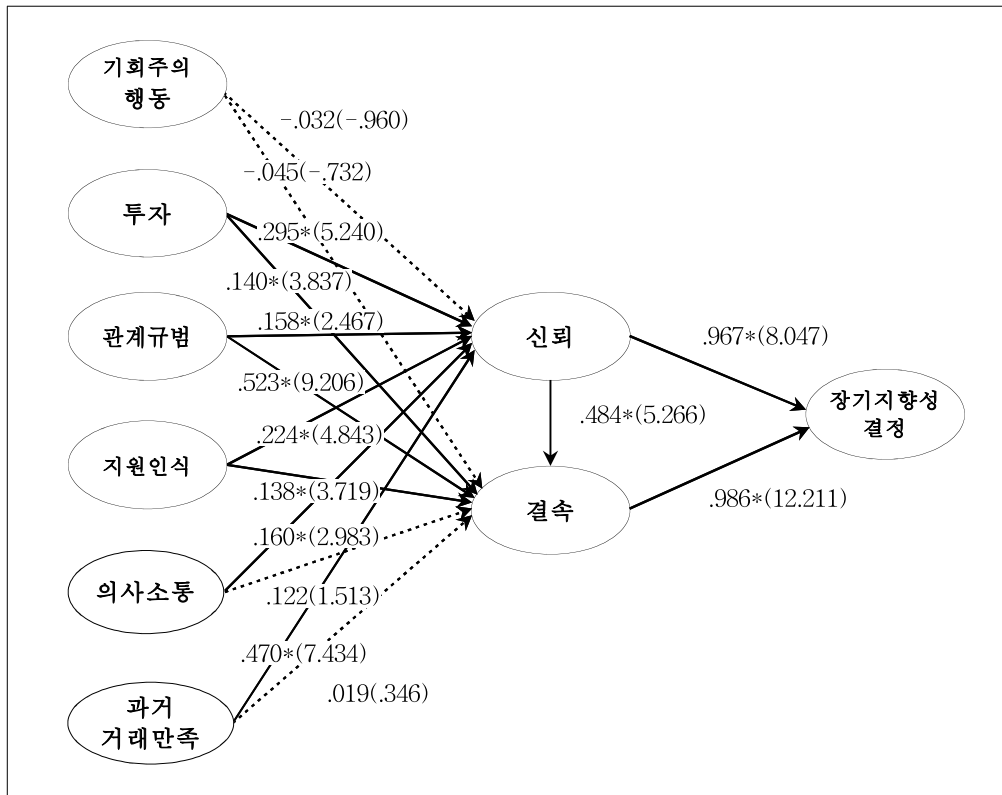 기회주의
행동
-.032(-.960)
-.045(-.732)
투자
.295*(5.240)
.140*(3.837)
관계규범
.158*(2.467)
신뢰
.967*(8.047)
.523*(9.206)
.484*(5.266)
장기지향성
결정
.224*(4.843)
지원인식
.138*(3.719)
결속
.986*(12.211)
.160*(2.983)
의사소통
.122(1.513)
.470*(7.434)
.019(.346)
과거
거래만족